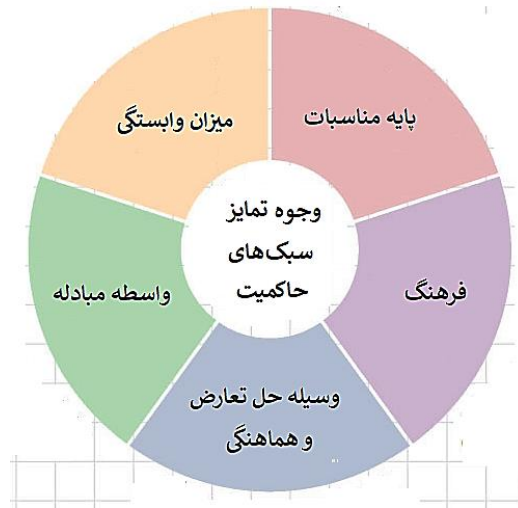 وجوه تمایز
سبک‌های
حاکمیت
پایه مناسبات
فرهنگ
وسیله حل تعارض
و هماهنگی
واسطه مبادله
میزان وابستگی